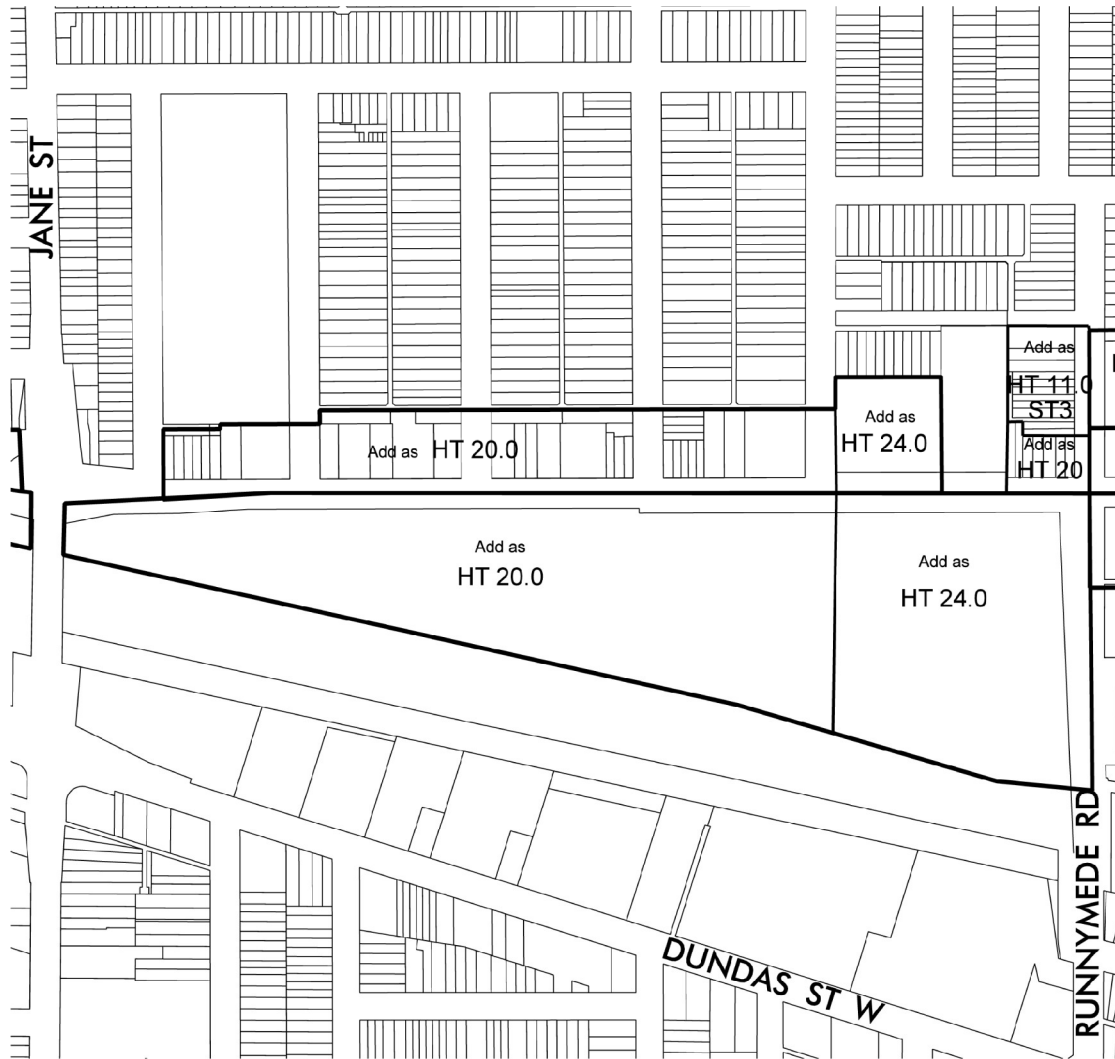 JANE ST
Add as
HT 11.0
ST3
Add as
HT 24.0
Add as HT 20.0
Add as
HT 20
Add as
HT 20.0
Add as
HT 24.0
DUNDAS ST W
RUNNYMEDE RD